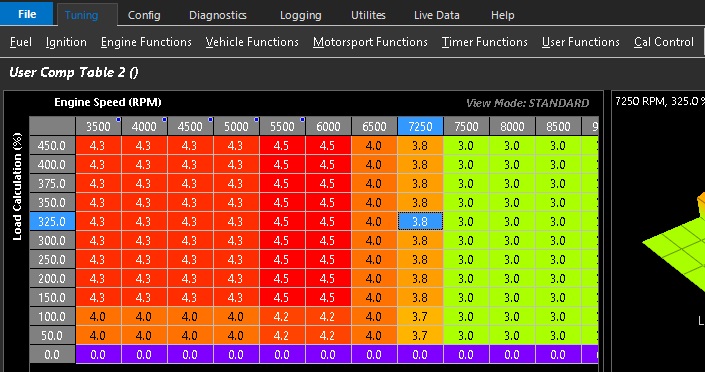 File Tuning Config Diagnostics Logging Utilites Live Data Help
Fuel Ignition Engine Functions Vehicle Functions Motorsport Functions Timer Functions User Functions Cal Control
User Comp Table 2 ()
Engine Speed (RPM) View Mode: STANDARD 7250 RPM, 325.0 %
Load Calculation (%)
3500 4000 4500 5000 5500 6000 6500 7250 7500 8000 8500 9
450.0 4.3 4.3 4.3 4.3 4.5 4.5 4.0 3.8 3.0 3.0 3.0
400.0 4.3 4.3 4.3 4.3 4.5 4.5 4.0 3.8 3.0 3.0 3.0
375.0 4.3 4.3 4.3 4.3 4.5 4.5 4.0 3.8 3.0 3.0 3.0
350.0 4.3 4.3 4.3 4.3 4.5 4.5 4.0 3.8 3.0 3.0 3.0
325.0 4.3 4.3 4.3 4.3 4.5 4.5 4.0 3.8 3.0 3.0 3.0
300.0 4.3 4.3 4.3 4.3 4.5 4.5 4.0 3.8 3.0 3.0 3.0
250.0 4.3 4.3 4.3 4.3 4.5 4.5 4.0 3.8 3.0 3.0 3.0
200.0 4.3 4.3 4.3 4.3 4.5 4.5 4.0 3.8 3.0 3.0 3.0
150.0 4.3 4.3 4.3 4.3 4.5 4.5 4.0 3.8 3.0 3.0 3.0
100.0 4.0 4.0 4.0 4.0 4.2 4.2 4.0 3.7 3.0 3.0 3.0
50.0 4.0 4.0 4.0 4.0 4.2 4.2 4.0 3.7 3.0 3.0 3.0
0.0 0.0 0.0 0.0 0.0 0.0 0.0 0.0 0.0 0.0 0.0 0.0
L